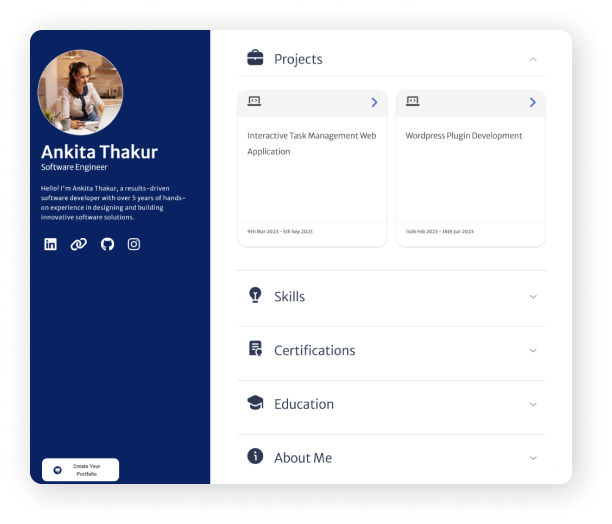 Ankita Thakur
Software Engineer
Hello! I'm Ankita Thakur, a results-driven
software developer with over 5 years of hands-
on experience in designing and building
innovative software solutions.
Create Your
Portfolio
Projects
Interactive Task Management Web
Application
9th Mar 2023 - 5th Sep 2023
Wordpress Plugin Development
14th Feb 2023 - 18th Jun 2023
Skills
Certifications
Education
About Me